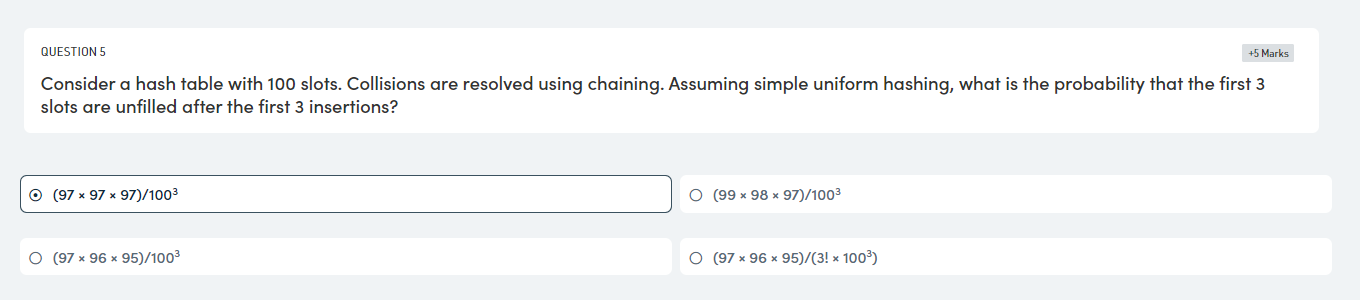 QUESTION 5
+5 Marks
Consider a hash table with 100 slots. Collisions are resolved using chaining. Assuming simple uniform hashing, what is the probability that the first 3
slots are unfilled after the first 3 insertions?
(97 × 97 × 97)/100³
(99 × 98 × 97)/100³
(97 × 96 × 95)/100³
(97 × 96 × 95)/(3! × 100³)